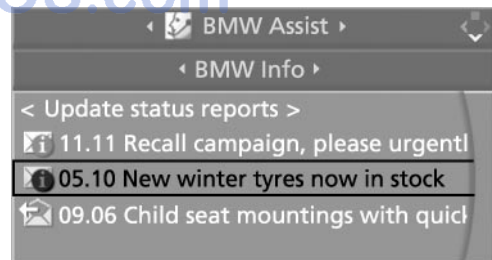 BMW Assist
BMW Info
< Update status reports >
11.11 Recall campaign, please urgentl
05.10 New winter tyres now in stock
09.06 Child seat mountings with quick